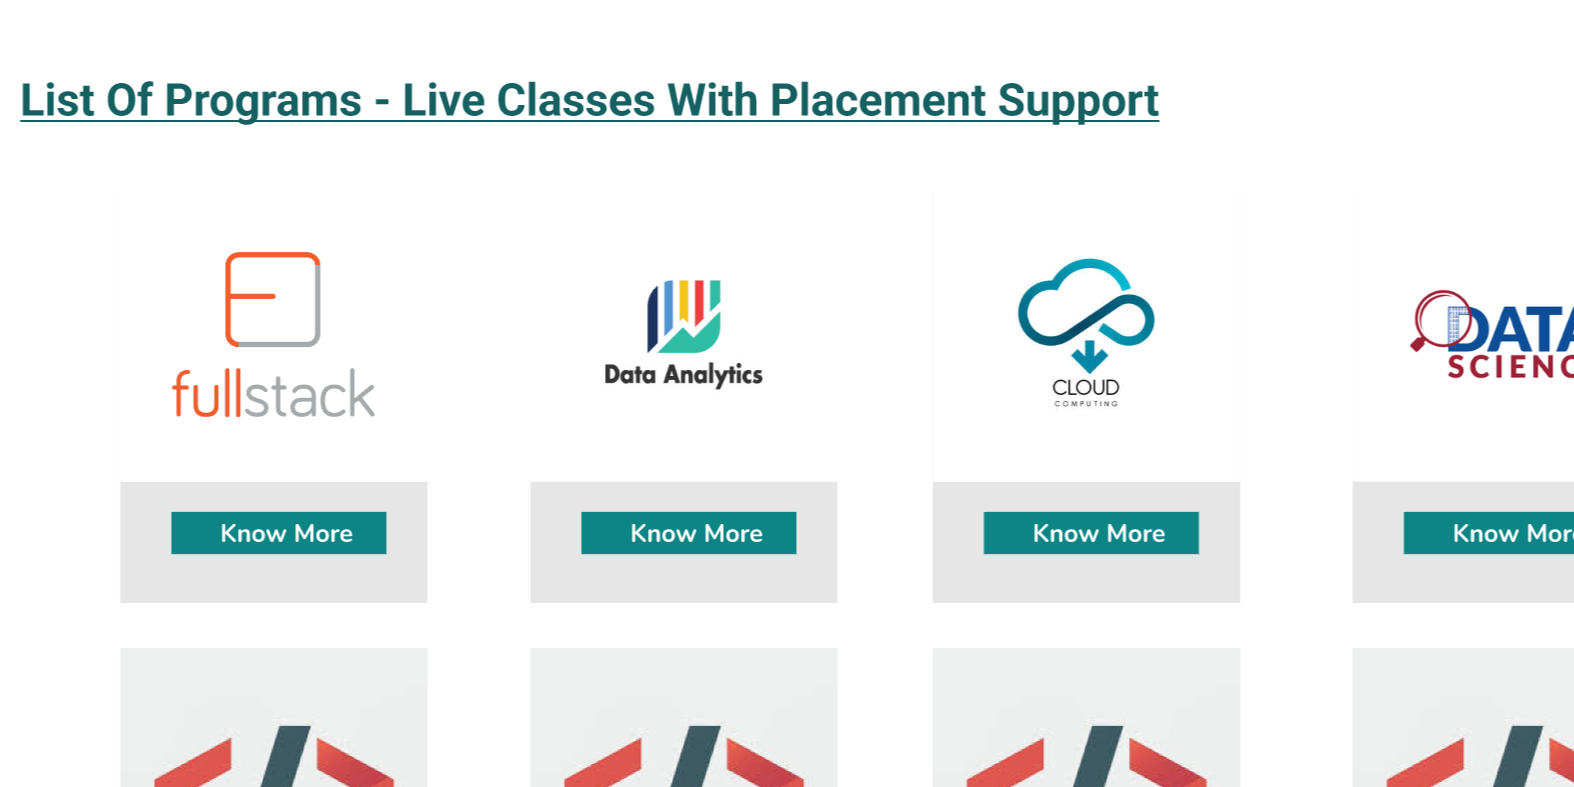 List Of Programs - Live Classes With Placement Support
fullstack
Data Analytics
CLOUD
COMPUTING
DATA
SCIENC
Know More
Know More
Know More
Know More